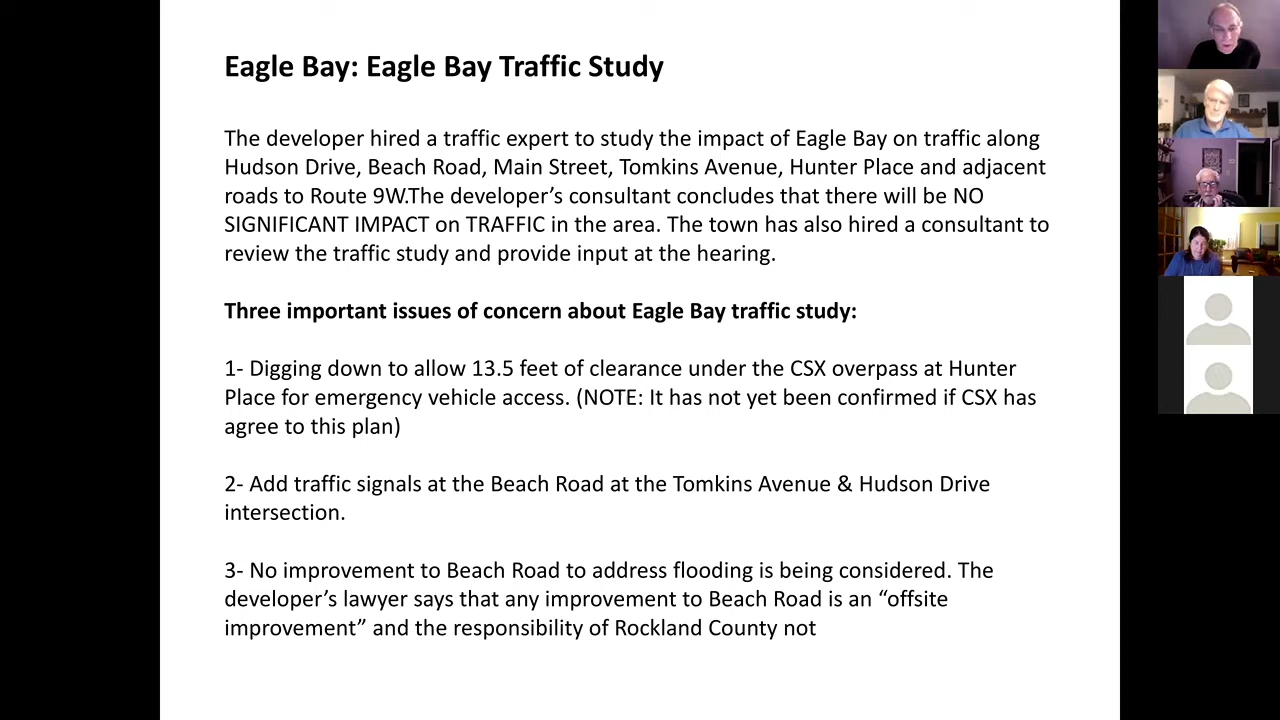 Eagle Bay: Eagle Bay Traffic Study
The developer hired a traffic expert to study the impact of Eagle Bay on traffic along
Hudson Drive, Beach Road, Main Street, Tomkins Avenue, Hunter Place and adjacent
roads to Route 9W.The developer’s consultant concludes that there will be NO
SIGNIFICANT IMPACT on TRAFFIC in the area. The town has also hired a consultant to
review the traffic study and provide input at the hearing.
Three important issues of concern about Eagle Bay traffic study:
1- Digging down to allow 13.5 feet of clearance under the CSX overpass at Hunter
Place for emergency vehicle access. (NOTE: It has not yet been confirmed if CSX has
agree to this plan)
2- Add traffic signals at the Beach Road at the Tomkins Avenue & Hudson Drive
intersection.
3- No improvement to Beach Road to address flooding is being considered. The
developer’s lawyer says that any improvement to Beach Road is an “offsite
improvement” and the responsibility of Rockland County not